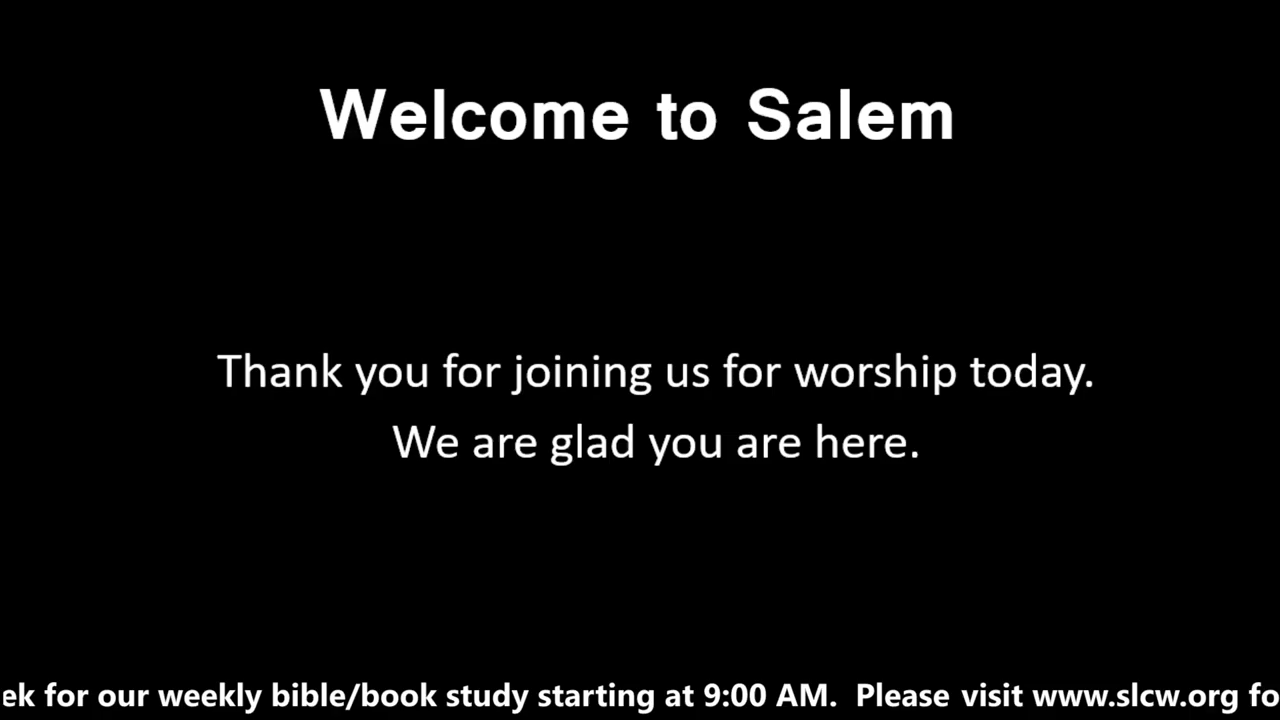 Welcome to Salem
Thank you for joining us for worship today.
We are glad you are here.
ek for our weekly bible/book study starting at 9:00 AM.  Please visit www.slcw.org fo